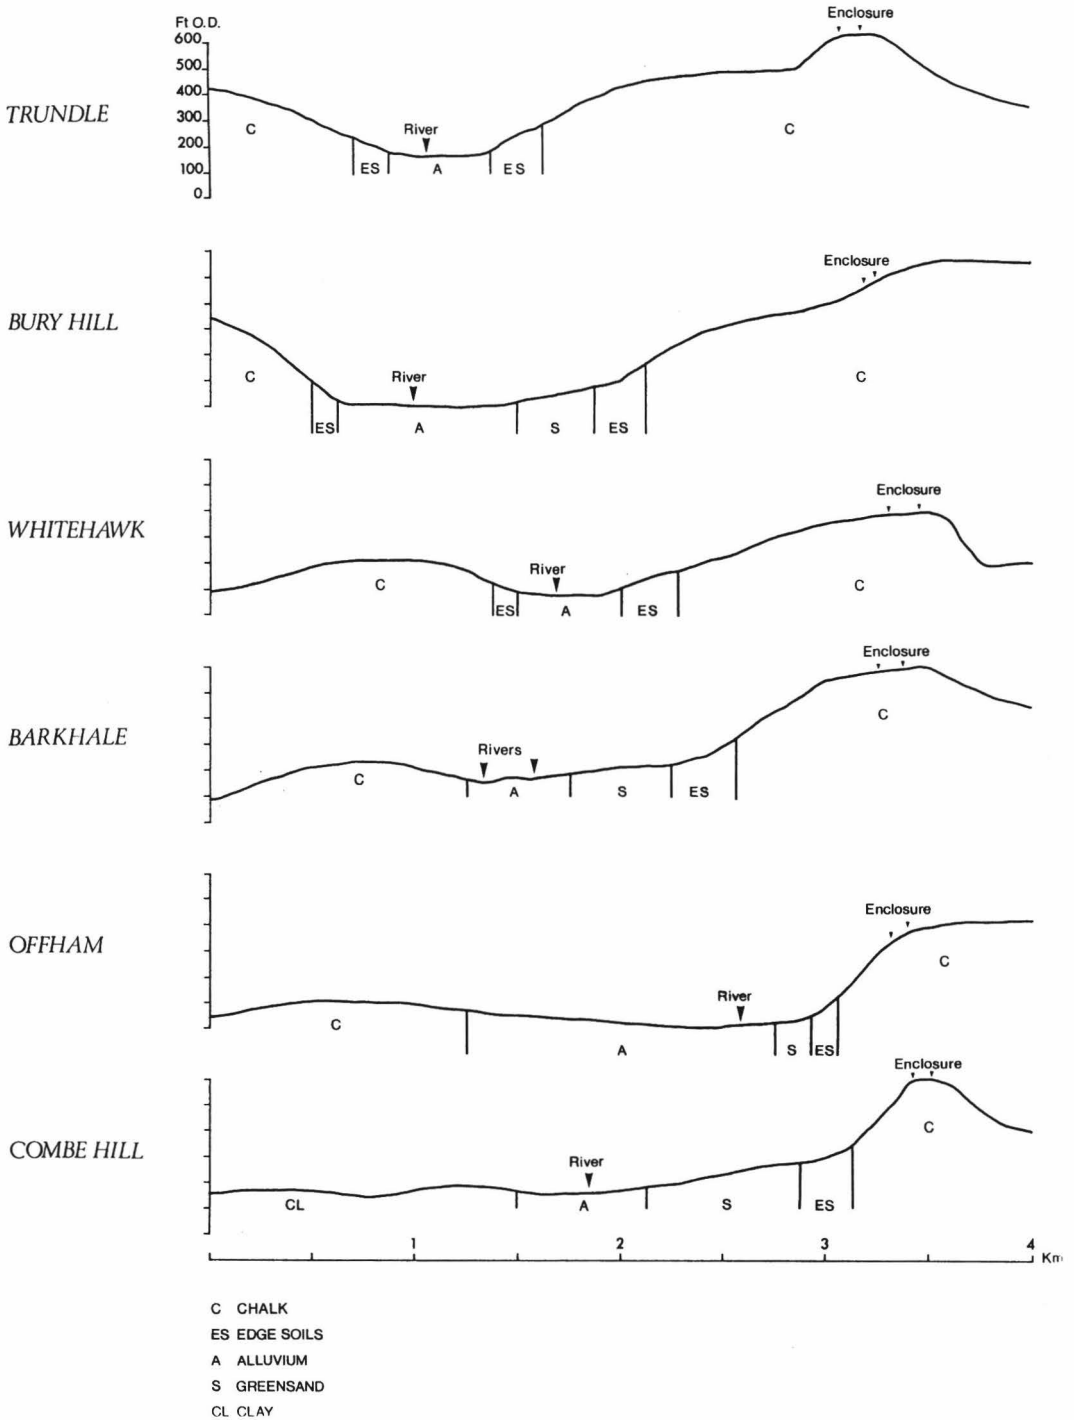 Enclosure
Ft O.D.
600
500
400
300
200
100
0
TRUNDLE
C
River
C
ES
A
ES
Enclosure
BURY HILL
C
River
C
ES
A
S
ES
Enclosure
WHITEHAWK
River
C
C
ES
A
ES
Enclosure
BARKHALE
Rivers
C
C
A
S
ES
Enclosure
OFFHAM
C
River
C
A
S
ES
Enclosure
COMBE HILL
C
River
CL
A
S
ES
1
2
3
4
Km
C CHALK
ES EDGE SOILS
A ALLUVIUM
S GREENSAND
CL CLAY